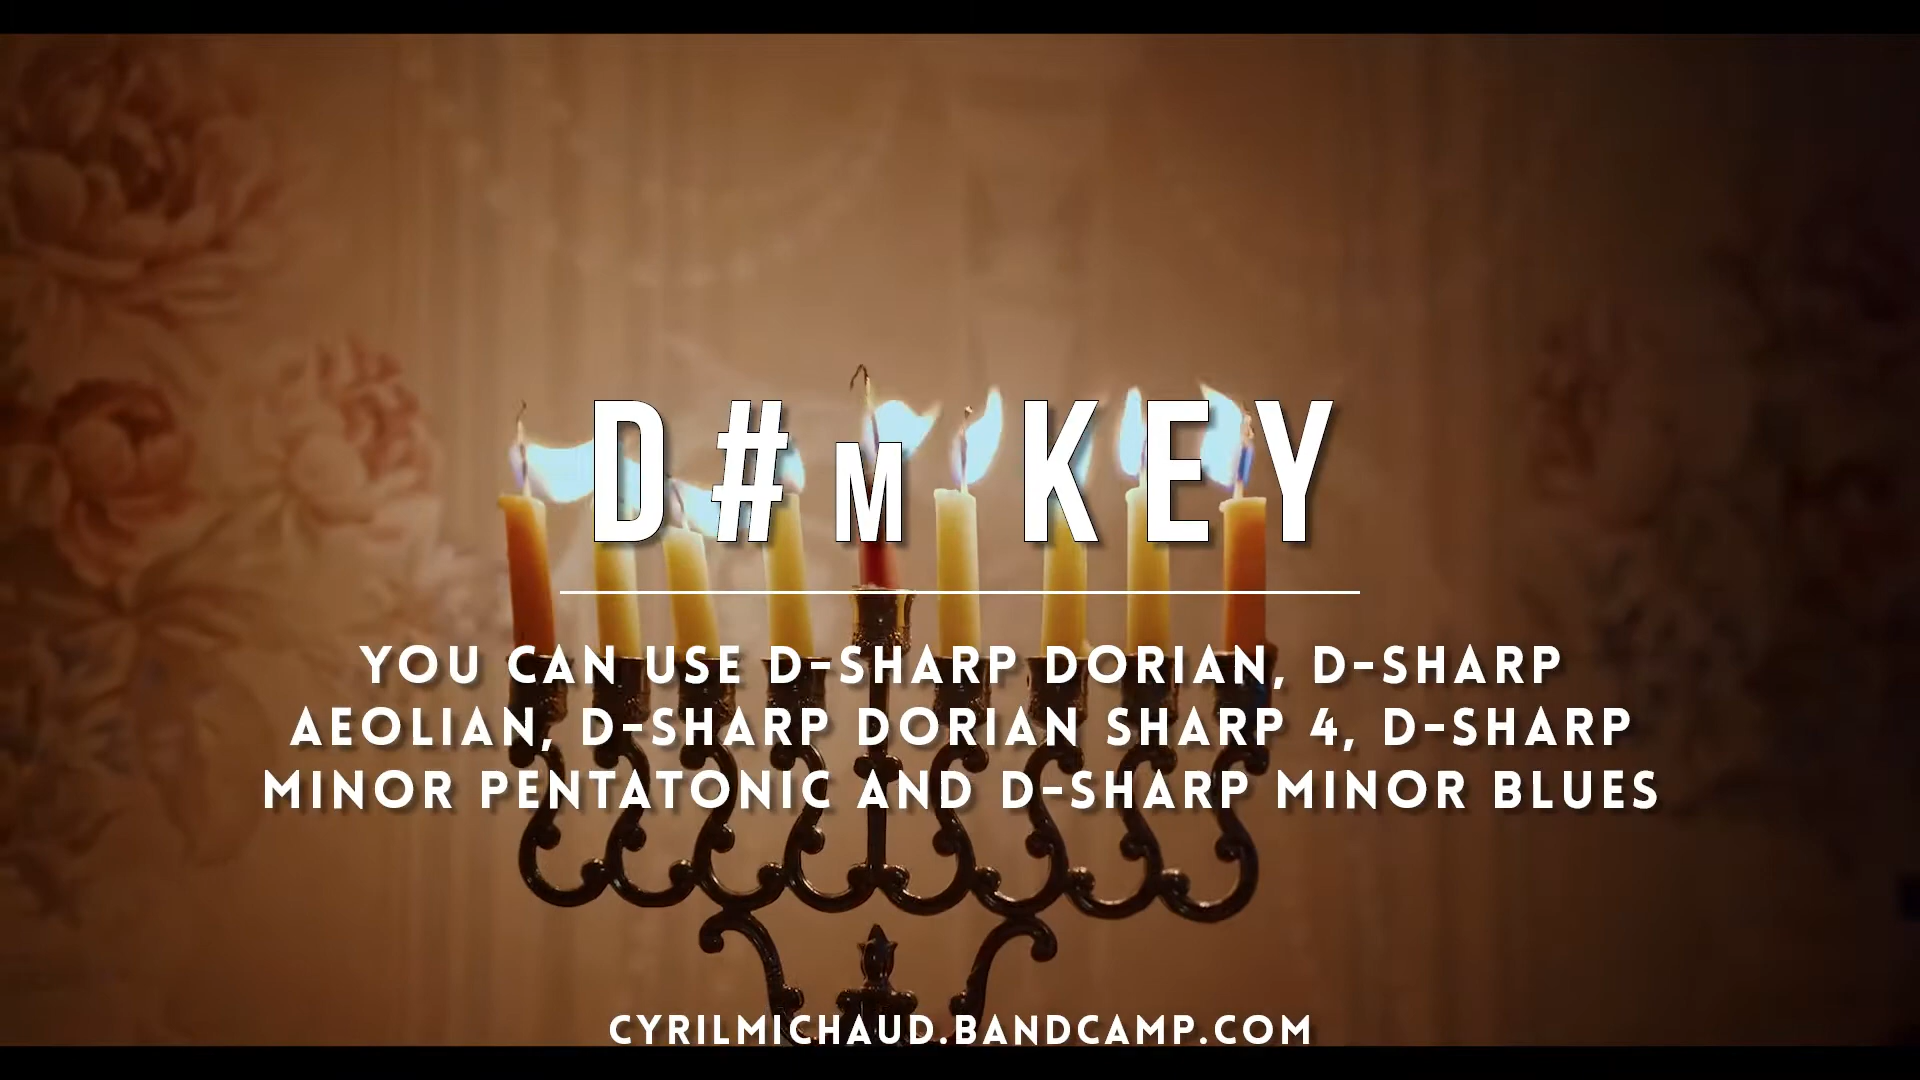 D#M KEY
YOU CAN USE D-SHARP DORIAN, D-SHARP
AEOLIAN, D-SHARP DORIAN SHARP 4, D-SHARP
MINOR PENTATONIC AND D-SHARP MINOR BLUES
CYRILMICHAUD.BANDCAMP.COM